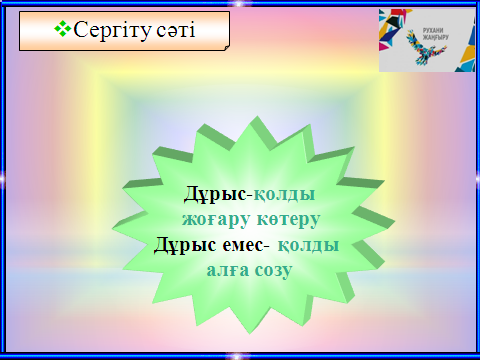 ❖Сергіту сәті
РУХАНИ
ЖАҢҒЫРУ
Дұрыс-қолды
жоғару көтеру
Дұрыс емес- қолды
алға созу